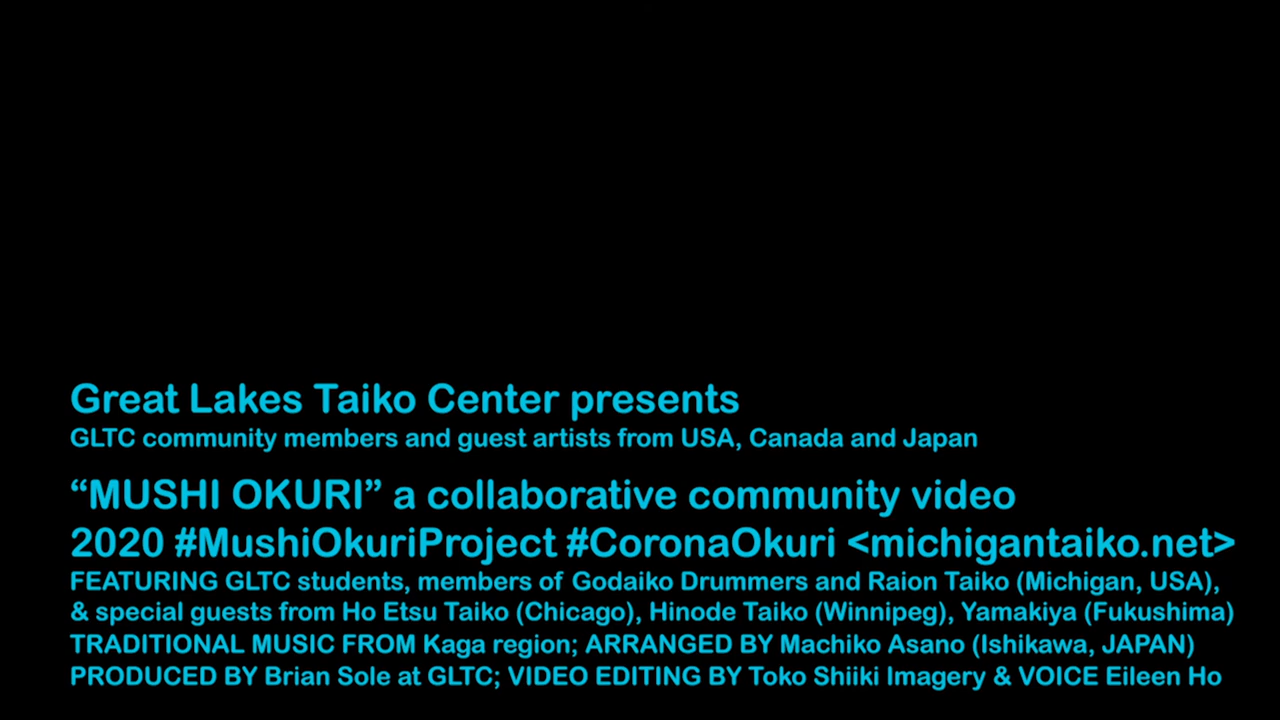 Great Lakes Taiko Center presents
GLTC community members and guest artists from USA, Canada and Japan
“MUSHI OKURI” a collaborative community video
2020 #MushiOkuriProject #CoronaOkuri <michigantaiko.net>
FEATURING GLTC students, members of Godaiko Drummers and Raion Taiko (Michigan, USA),
& special guests from Ho Etsu Taiko (Chicago), Hinode Taiko (Winnipeg), Yamakiya (Fukushima)
TRADITIONAL MUSIC FROM Kaga region; ARRANGED BY Machiko Asano (Ishikawa, JAPAN)
PRODUCED BY Brian Sole at GLTC; VIDEO EDITING BY Toko Shiiki Imagery & VOICE Eileen Ho